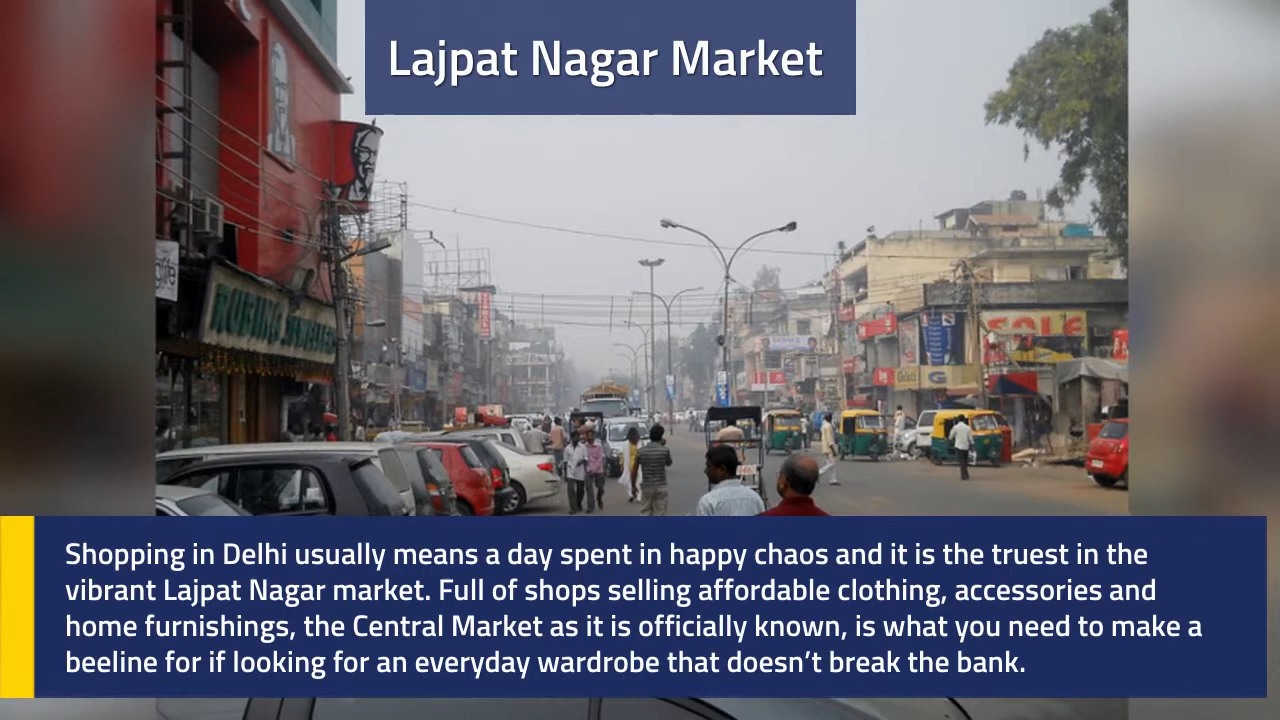 Lajpat Nagar Market
SALE
Shopping in Delhi usually means a day spent in happy chaos and it is the truest in the
vibrant Lajpat Nagar market. Full of shops selling affordable clothing, accessories and
home furnishings, the Central Market as it is officially known, is what you need to make a
beeline for if looking for an everyday wardrobe that doesn’t break the bank.